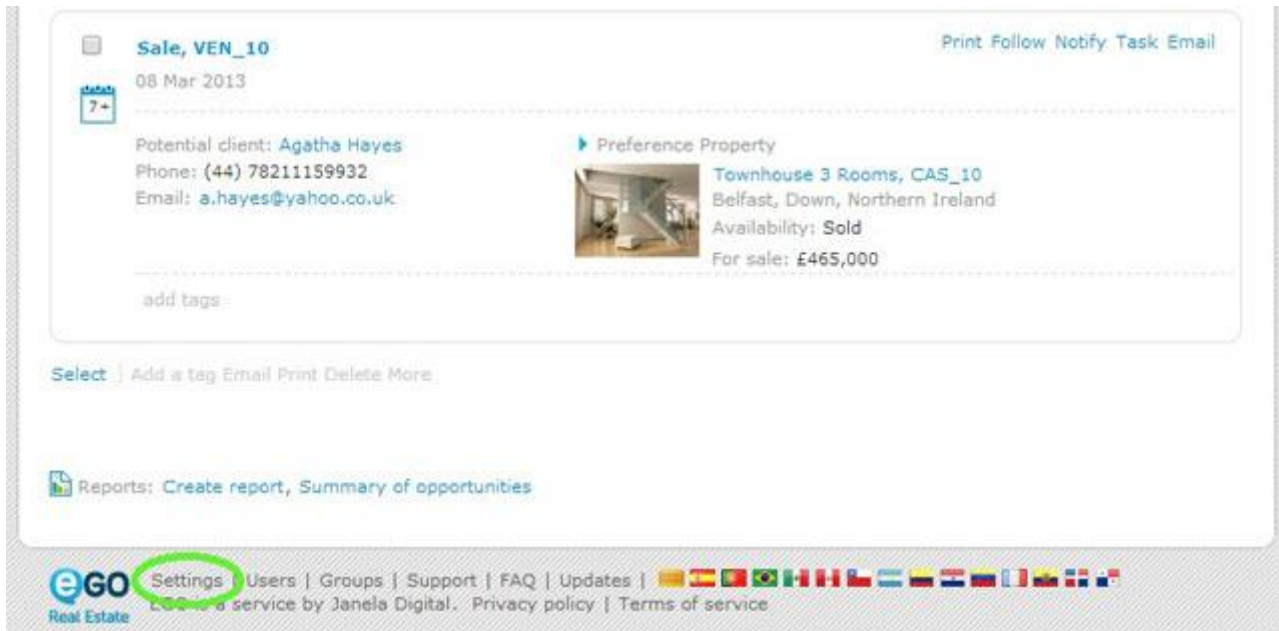 Sale, VEN_10
Print Follow Notify Task Email
08 Mar 2013
7+
Potential client: Agatha Hayes
Phone: (44) 78211159932
Email: a.hayes@yahoo.co.uk
Preference Property
Townhouse 3 Rooms, CAS_10
Belfast, Down, Northern Ireland
Availability: Sold
For sale: £465,000
add tags
Select | Add a tag Email Print Delete More
Reports: Create report, Summary of opportunities
eGO
Real Estate
Settings | Users | Groups | Support | FAQ | Updates |
EGO is a service by Janela Digital. Privacy policy | Terms of service